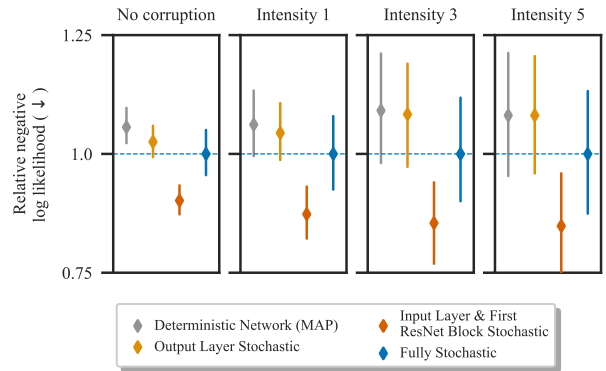 No corruption
Intensity 1
Intensity 3
Intensity 5
Relative negative
log likelihood (↓)
1.25
1.0
0.75
Deterministic Network (MAP)
Output Layer Stochastic
Input Layer & First
ResNet Block Stochastic
Fully Stochastic